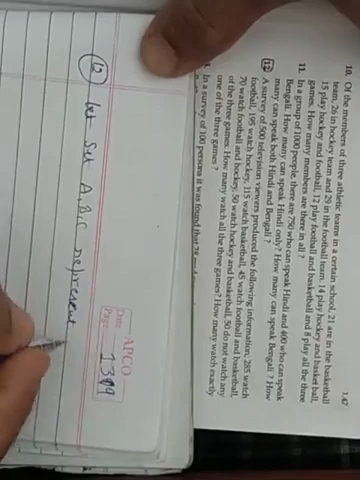 1.47
10. Of the members of three athletic teams in a certain school, 21 are in the basketball
team, 26 in hockey team and 29 in the football team. 14 play hockey and basket ball,
15 play hockey and football, 12 play football and basketball and 8 play all the three
games. How many members are there in all ?
11. In a group of 1000 people, there are 750 who can speak Hindi and 400 who can speak
Bengali. How many can speak Hindi only? How many can speak Bengali ? How
many can speak both Hindi and Bengali ?
12. A survey of 500 television viewers produced the following information, 285 watch
football, 195 watch hockey, 115 watch basketball, 45 watch football and basketball,
70 watch football and hockey, 50 watch hockey and basketball, 50 do not watch any
of the three games. How many watch all the three games? How many watch exactly
one of the three games ?
In a survey of 100 persons it was found that
APCO
Date
Page 1319
12 let Set A, B, C represent